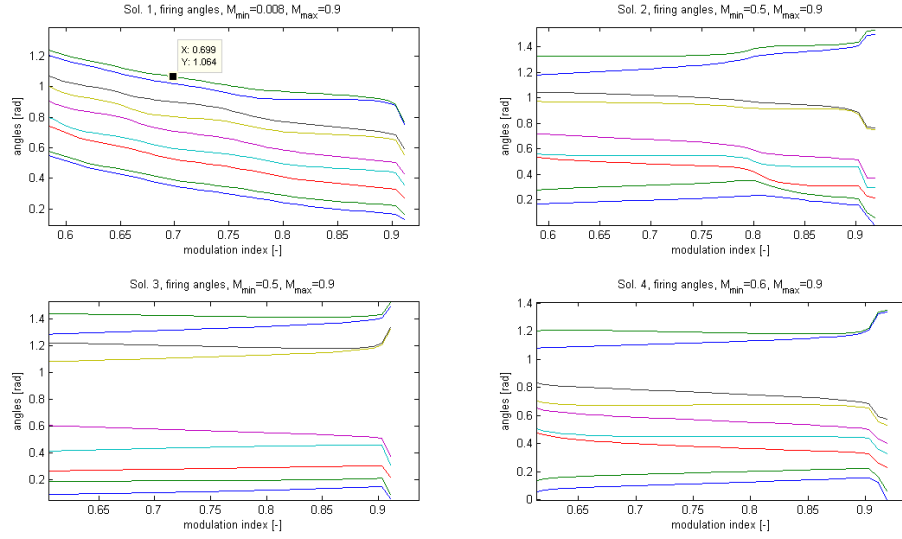 Sol. 1, firing angles, M_min=0.008, M_max=0.9
X: 0.699
Y: 1.064
angles [rad]
1.2
1
0.8
0.6
0.4
0.2
0.6 0.65 0.7 0.75 0.8 0.85 0.9
modulation index [-]
Sol. 2, firing angles, M_min=0.5, M_max=0.9
angles [rad]
1.4
1.2
1
0.8
0.6
0.4
0.2
0.6 0.65 0.7 0.75 0.8 0.85 0.9
modulation index [-]
Sol. 3, firing angles, M_min=0.5, M_max=0.9
angles [rad]
1.4
1.2
1
0.8
0.6
0.4
0.2
0.65 0.7 0.75 0.8 0.85 0.9
modulation index [-]
Sol. 4, firing angles, M_min=0.6, M_max=0.9
angles [rad]
1.4
1.2
1
0.8
0.6
0.4
0.2
0
0.65 0.7 0.75 0.8 0.85 0.9
modulation index [-]